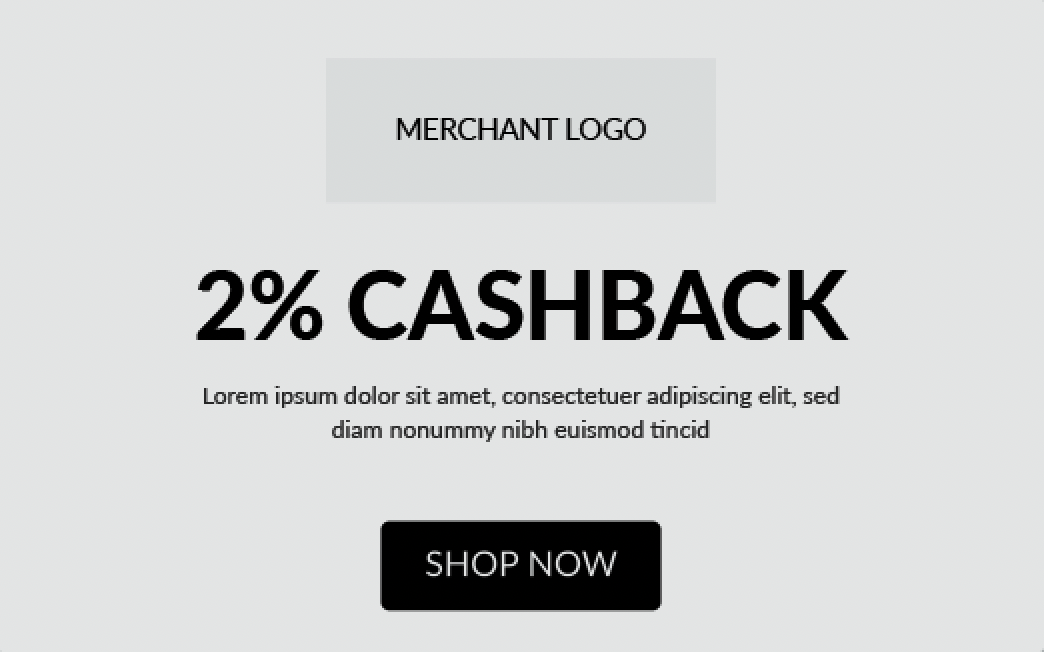 MERCHANT LOGO
2% CASHBACK
Lorem ipsum dolor sit amet, consectetuer adipiscing elit, sed
diam nonummy nibh euismod tincid
SHOP NOW